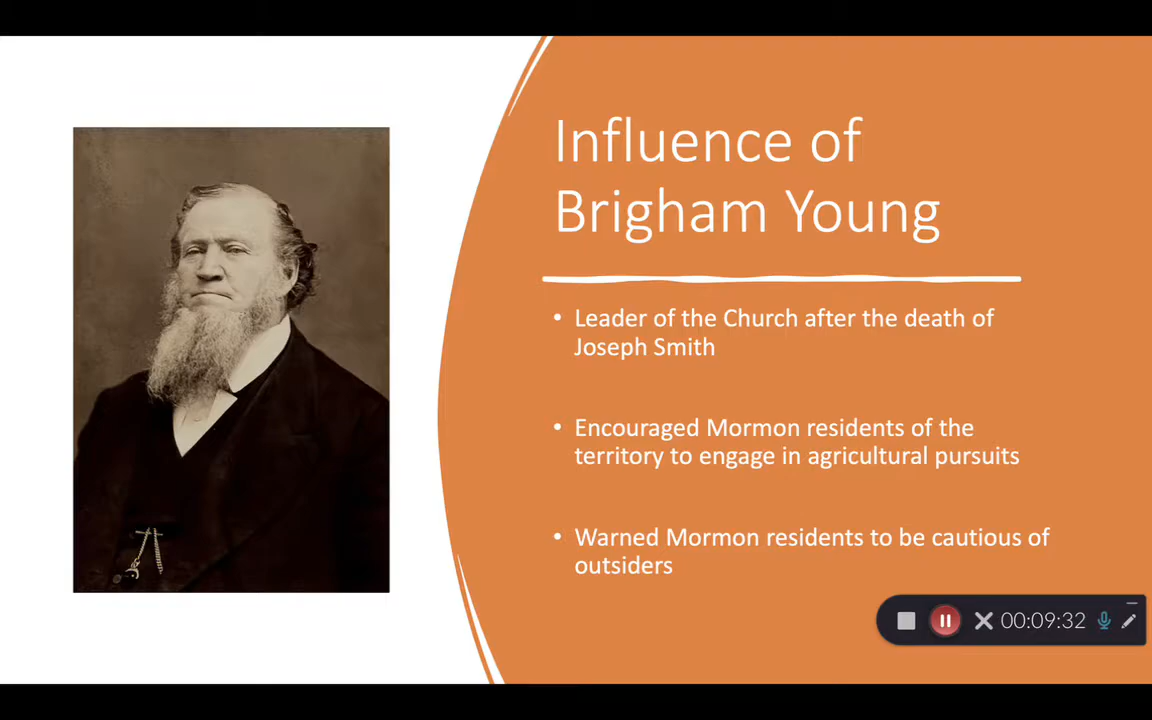 Influence of
Brigham Young
• Leader of the Church after the death of
Joseph Smith
• Encouraged Mormon residents of the
territory to engage in agricultural pursuits
• Warned Mormon residents to be cautious of
outsiders
00:09:32